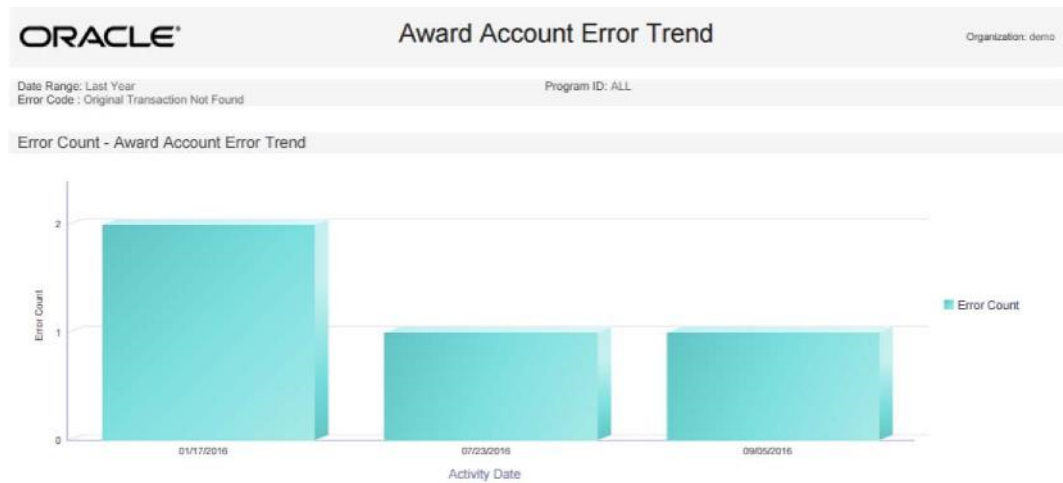 ORACLE®
Award Account Error Trend
Organization: demo
Date Range: Last Year
Program ID: ALL
Error Code : Original Transaction Not Found
Error Count - Award Account Error Trend
2
1
0
Error Count
01/17/2016
07/23/2016
09/05/2016
Activity Date
Error Count